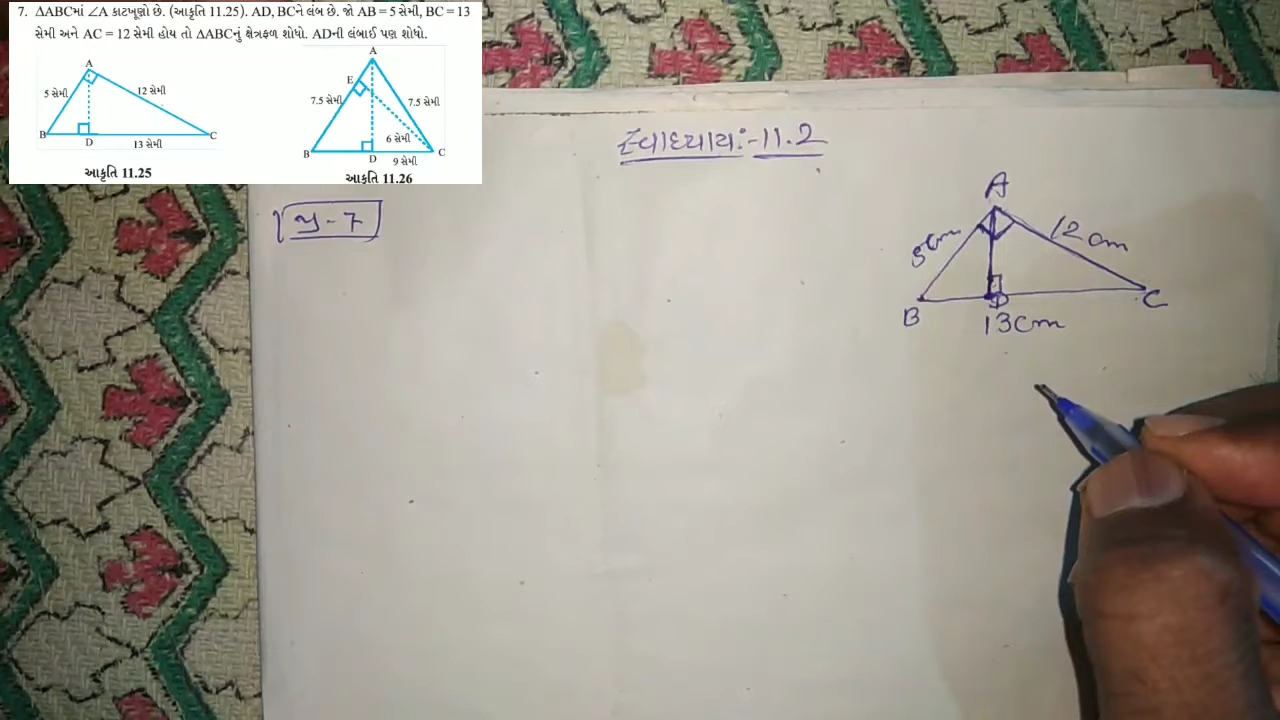 7. ΔABCમાં ∠A કાટખૂણો છે. (આકૃતિ 11.25). AD, BCને લંબ છે. જો AB = 5 સેમી, BC = 13
સેમી અને AC = 12 સેમી હોય તો ΔABCનું ક્ષેત્રફળ શોધો. ADની લંબાઈ પણ શોધો.
A
5 સેમી
12 સેમી
B
D
C
13 સેમી
આકૃતિ 11.25
A
E
7.5 સેમી
7.5 સેમી
6 સેમી
B
D
C
9 સેમી
આકૃતિ 11.26
સ્વાધ્યાય:-11.2
પ્ર-7
A
5cm
12cm
B
D
C
13cm